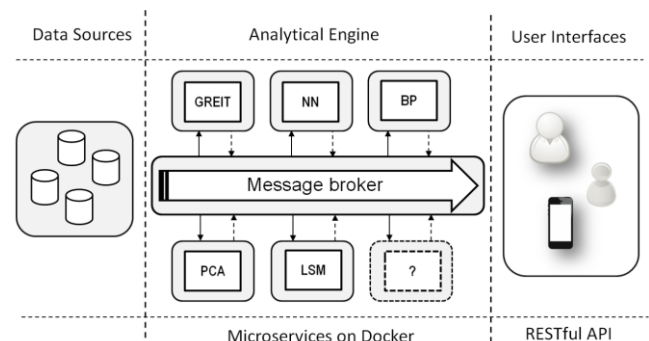 Data Sources
Analytical Engine
User Interfaces
GREIT
NN
BP
Message broker
PCA
LSM
?
Microservices on Docker
RESTful API